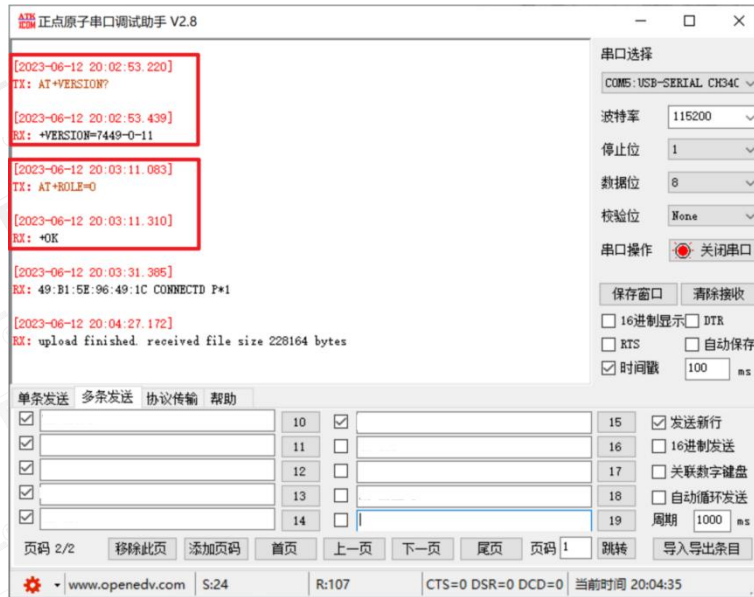 ATK XCOM 正点原子串口调试助手 V2.8
[2023-06-12 20:02:53.220]
TX: AT+VERSION?
[2023-06-12 20:02:53.439]
RX: +VERSION=7449-0-11
[2023-06-12 20:03:11.083]
TX: AT+ROLE=0
[2023-06-12 20:03:11.310]
RX: +OK
[2023-06-12 20:03:31.385]
RX: 49:B1:5E:96:49:1C CONNECTD P*1
[2023-06-12 20:04:27.172]
RX: upload finished. received file size 228164 bytes
串口选择
COM5:USB-SERIAL CH340
波特率 115200
停止位 1
数据位 8
校验位 None
串口操作 关闭串口
保存窗口 清除接收
16进制显示 DTR
RTS 自动保存
时间戳 100 ms
单条发送 多条发送 协议传输 帮助
10 15 发送新行
11 16 16进制发送
12 17 关联数字键盘
13 18 自动循环发送
14 19 周期 1000 ms
页码 2/2 移除此页 添加页码 首页 上一页 下一页 尾页 页码 1 跳转 导入导出条目
www.openedv.com S:24 R:107 CTS=0 DSR=0 DCD=0 当前时间 20:04:35